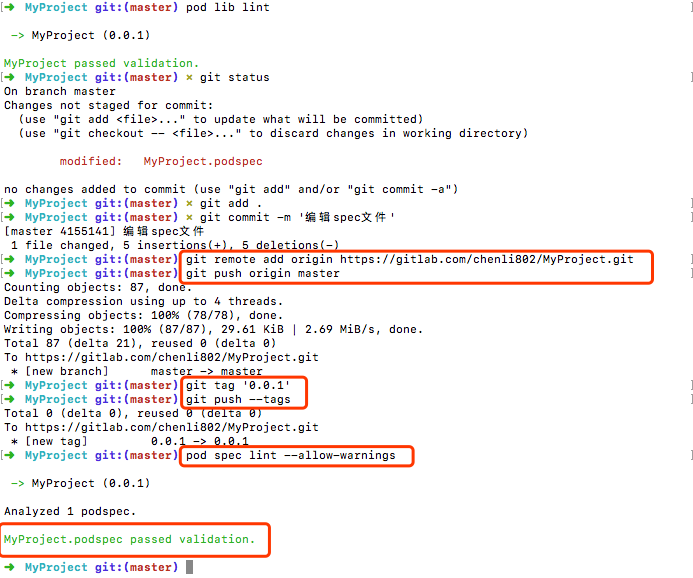 [➜  MyProject git:(master) pod lib lint ]
 -> MyProject (0.0.1)
MyProject passed validation.
[➜  MyProject git:(master) × git status ]
On branch master
Changes not staged for commit:
  (use "git add <file>..." to update what will be committed)
  (use "git checkout -- <file>..." to discard changes in working directory)
        modified:   MyProject.podspec
no changes added to commit (use "git add" and/or "git commit -a")
[➜  MyProject git:(master) × git add . ]
[➜  MyProject git:(master) × git commit -m '编辑spec文件' ]
[master 4155141] 编辑spec文件
 1 file changed, 5 insertions(+), 5 deletions(-)
[➜  MyProject git:(master) git remote add origin https://gitlab.com/chenli802/MyProject.git ]
[➜  MyProject git:(master) git push origin master ]
Counting objects: 87, done.
Delta compression using up to 4 threads.
Compressing objects: 100% (78/78), done.
Writing objects: 100% (87/87), 29.61 KiB | 2.69 MiB/s, done.
Total 87 (delta 21), reused 0 (delta 0)
To https://gitlab.com/chenli802/MyProject.git
 * [new branch]      master -> master
[➜  MyProject git:(master) git tag '0.0.1' ]
[➜  MyProject git:(master) git push --tags ]
Total 0 (delta 0), reused 0 (delta 0)
To https://gitlab.com/chenli802/MyProject.git
 * [new tag]         0.0.1 -> 0.0.1
[➜  MyProject git:(master) pod spec lint --allow-warnings ]
 -> MyProject (0.0.1)
Analyzed 1 podspec.
MyProject.podspec passed validation.
➜  MyProject git:(master)